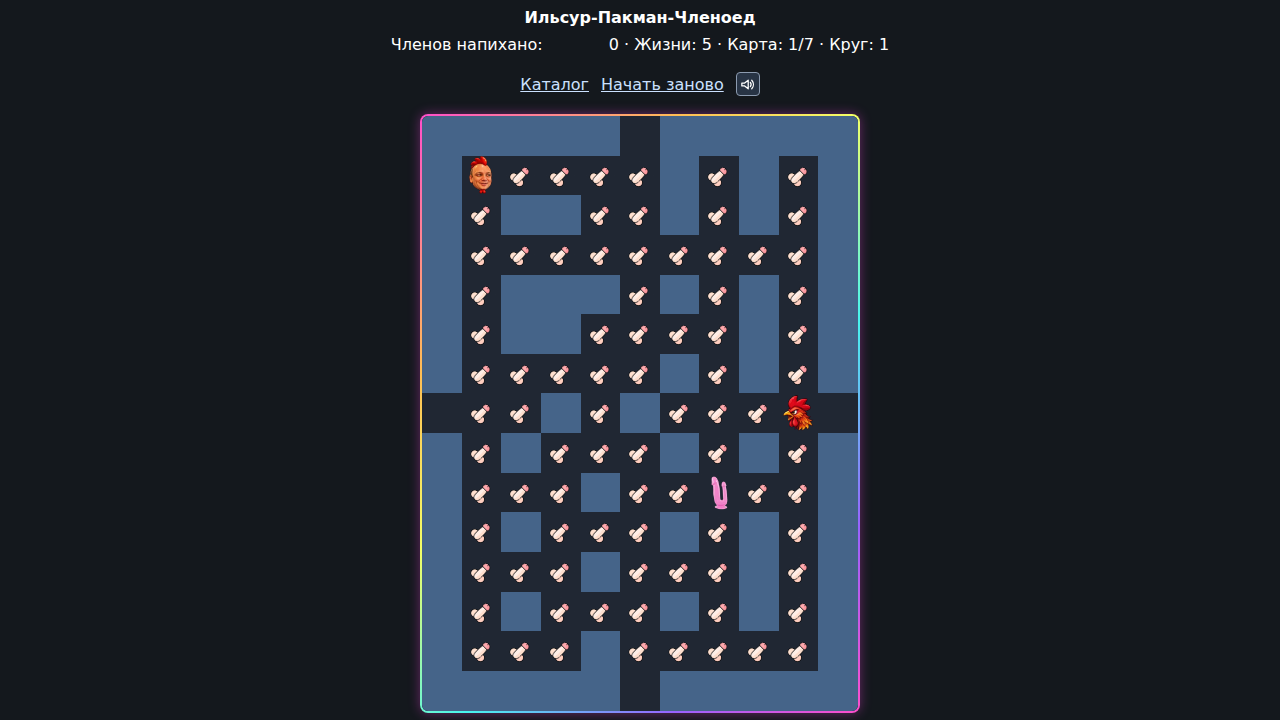 Ильсур-Пакман-Членоед
Членов напихано: 0 · Жизни: 5 · Карта: 1/7 · Круг: 1
Каталог Начать заново